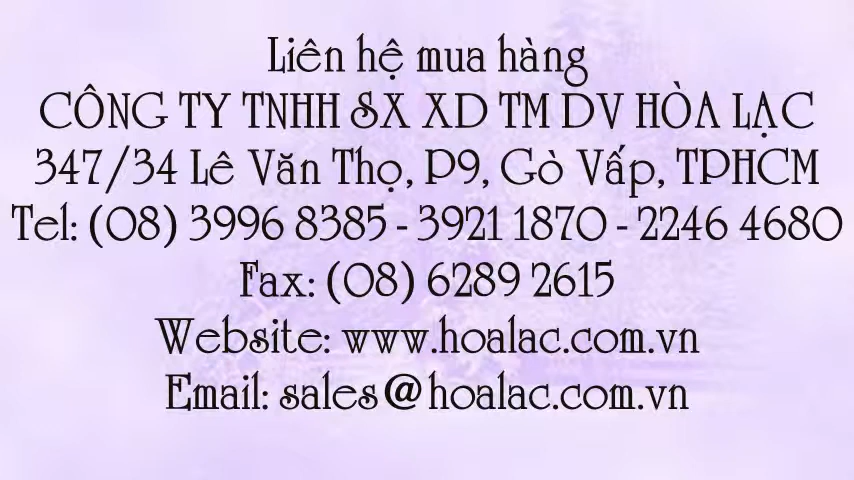 Liên hệ mua hàng
CÔNG TY TNHH SX XD TM DV HÒA LẠC
347/34 Lê Văn Thọ, P9, Gò Vấp, TPHCM
Tel: (08) 3996 8385 - 3921 1870 - 2246 4680
Fax: (08) 6289 2615
Website: www.hoalac.com.vn
Email: sales@hoalac.com.vn